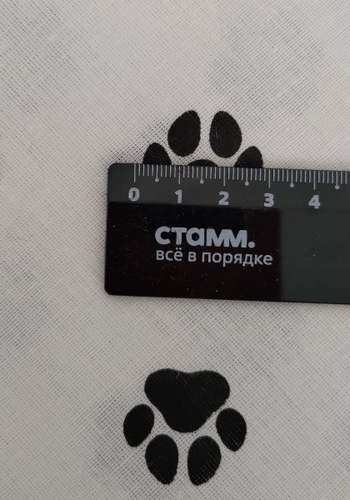 0 1 2 3 4
стамм.
всё в порядке